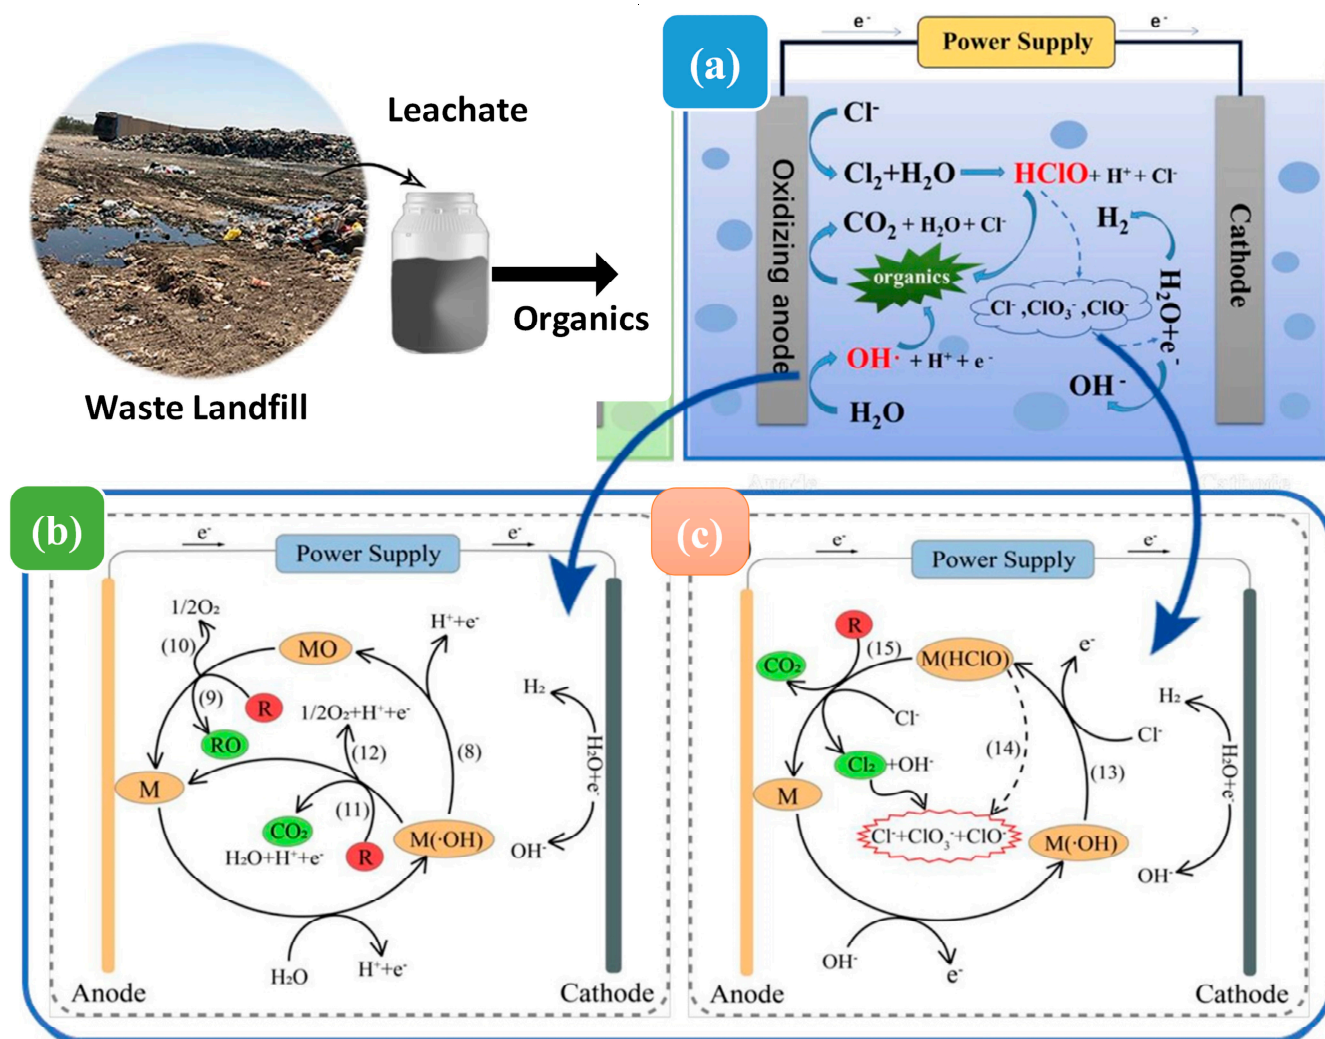 Leachate
Organics
Waste Landfill
(a)
e⁻
Power Supply
e⁻
Oxidizing anode
Cathode
Cl⁻
Cl₂+H₂O
HClO + H⁺ + Cl⁻
CO₂ + H₂O + Cl⁻
H₂
organics
Cl⁻ ,ClO₃⁻ ,ClO⁻
H₂O+e⁻
OH· + H⁺ + e⁻
OH⁻
H₂O
Anode
Cathode
(b)
e⁻
Power Supply
e⁻
1/2O₂
(10)
MO
H⁺+e⁻
(9)
R
RO
1/2O₂+H⁺+e⁻
(12)
(8)
H₂
H₂O+e⁻
OH⁻
M
(11)
CO₂
H₂O+H⁺+e⁻
R
M(·OH)
H₂O
H⁺+e⁻
Anode
Cathode
(c)
e⁻
Power Supply
e⁻
R
(15)
CO₂
M(HClO)
e⁻
Cl⁻
Cl⁻
(14)
(13)
H₂
H₂O+e⁻
OH⁻
Cl₂ +OH⁻
M
Cl⁻+ClO₃⁻+ClO⁻
M(·OH)
OH⁻
e⁻
Anode
Cathode